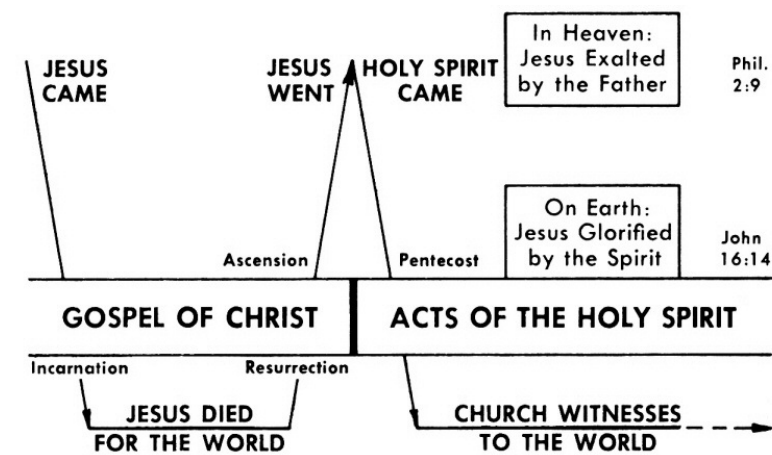 In Heaven:
Jesus Exalted
by the Father
Phil.
2:9
JESUS
CAME
JESUS
WENT
HOLY SPIRIT
CAME
On Earth:
Jesus Glorified
by the Spirit
John
16:14
Ascension
Pentecost
GOSPEL OF CHRIST
ACTS OF THE HOLY SPIRIT
Incarnation
Resurrection
JESUS DIED
FOR THE WORLD
CHURCH WITNESSES
TO THE WORLD